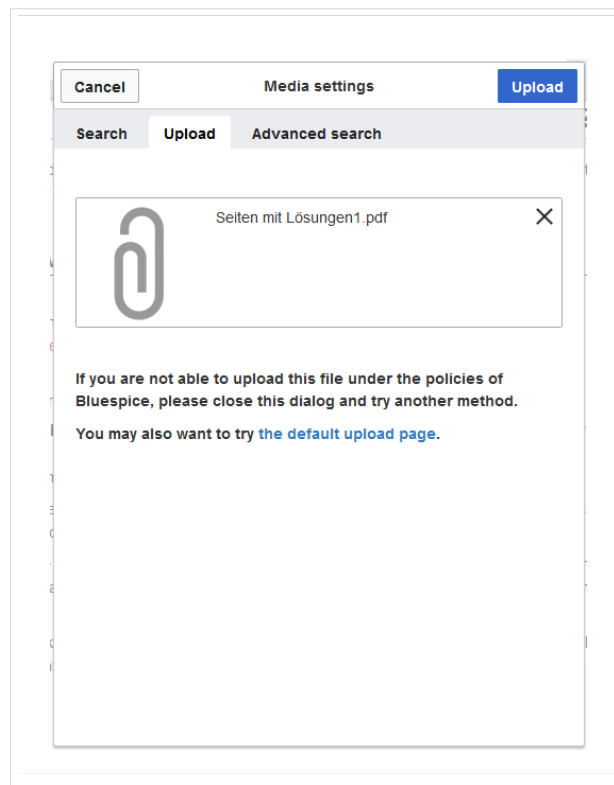 Cancel Media settings Upload
Search Upload Advanced search
Seiten mit Lösungen1.pdf
If you are not able to upload this file under the policies of
Bluespice, please close this dialog and try another method.
You may also want to try the default upload page.